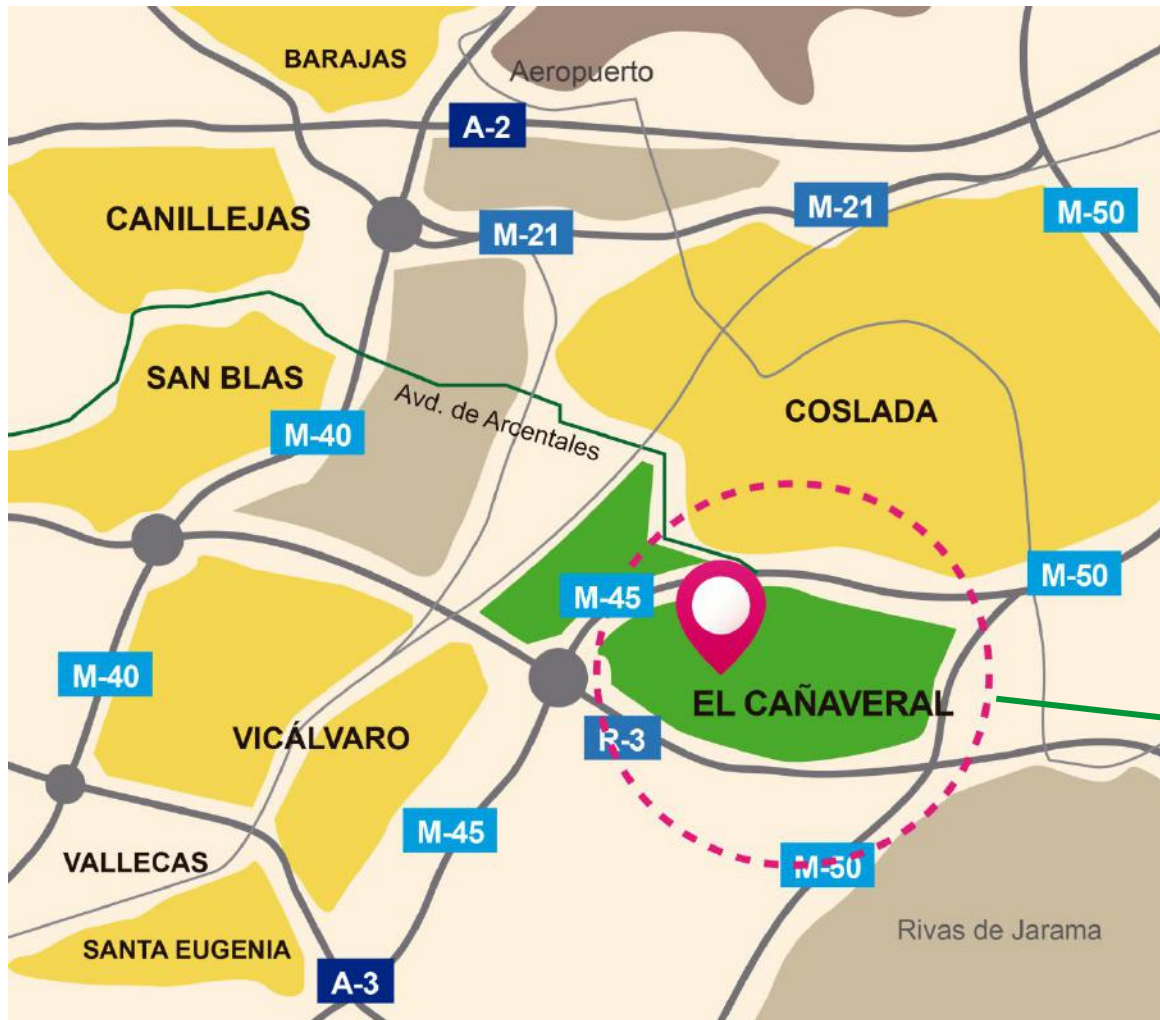 BARAJAS
Aeropuerto
A-2
CANILLEJAS
M-21
M-21
M-50
SAN BLAS
Avd. de Arcentales
COSLADA
M-40
M-45
M-50
M-40
EL CAÑAVERAL
VICÁLVARO
R-3
M-45
VALLECAS
M-50
Rivas de Jarama
SANTA EUGENIA
A-3